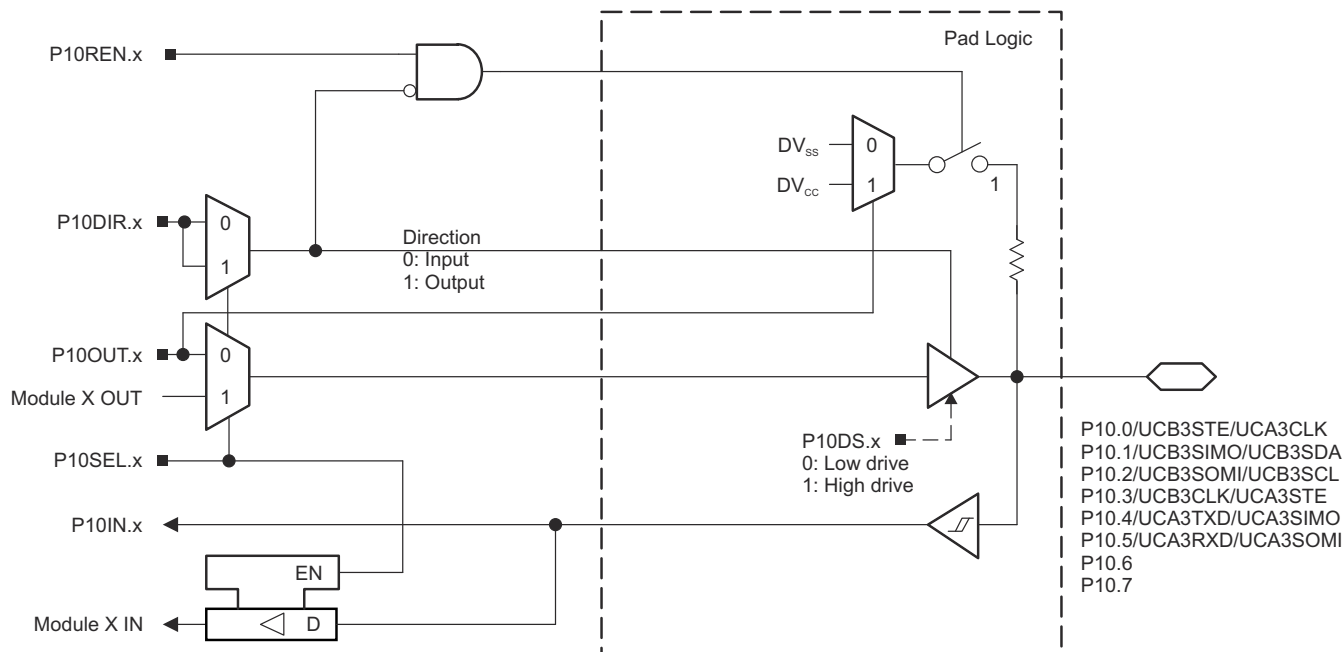 Pad Logic
P10REN.x
DVSS
0
DVCC
1
1
P10DIR.x
0
1
Direction
0: Input
1: Output
P10OUT.x
0
Module X OUT
1
P10SEL.x
P10DS.x
0: Low drive
1: High drive
P10IN.x
EN
Module X IN
D
P10.0/UCB3STE/UCA3CLK
P10.1/UCB3SIMO/UCB3SDA
P10.2/UCB3SOMI/UCB3SCL
P10.3/UCB3CLK/UCA3STE
P10.4/UCA3TXD/UCA3SIMO
P10.5/UCA3RXD/UCA3SOMI
P10.6
P10.7